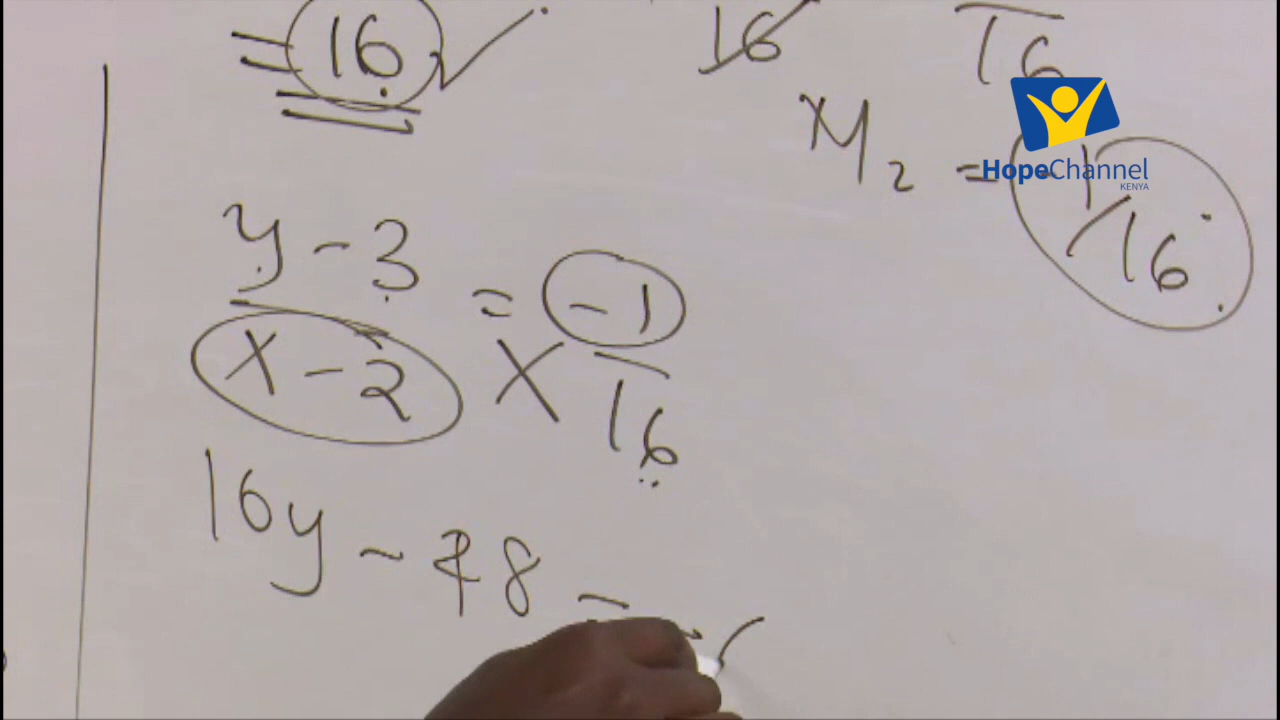 = 16 ✓
16
16
M₂ = -1/16
HopeChannel
KENYA
y - 3 = -1
x - 2 X 16
16y - 48 = - (